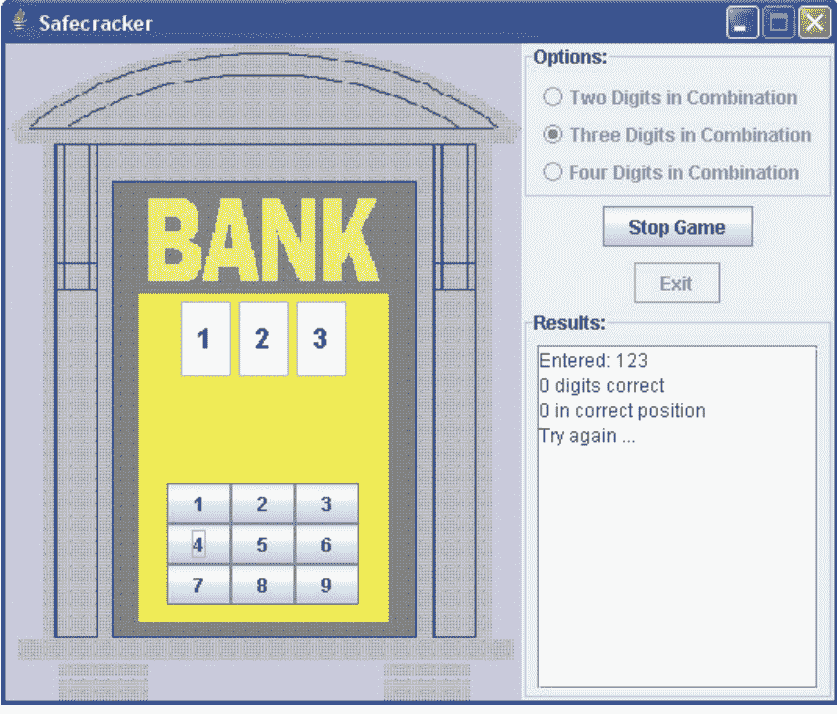 Safecracker
BANK
1 2 3
1 2 3
4 5 6
7 8 9
Options:
Two Digits in Combination
Three Digits in Combination
Four Digits in Combination
Stop Game
Exit
Results:
Entered: 123
0 digits correct
0 in correct position
Try again ...